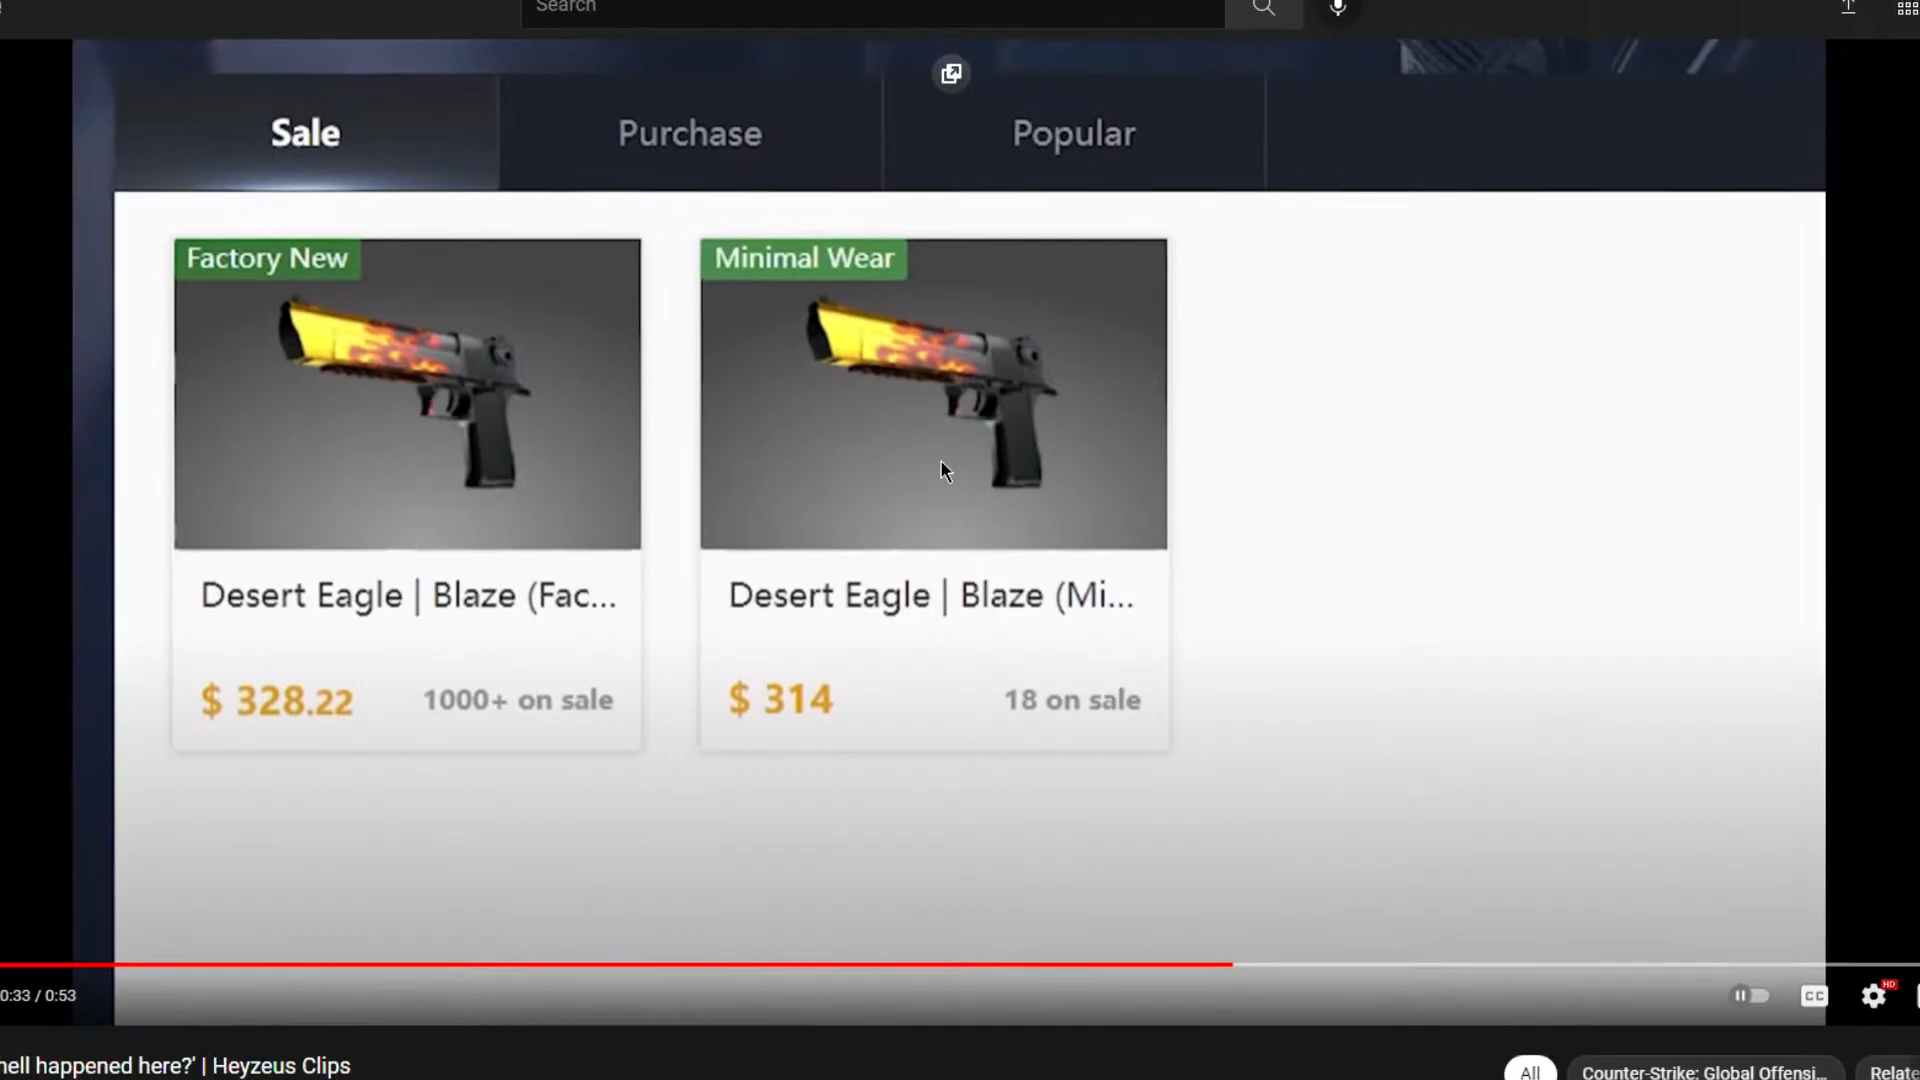 Search
Sale
Purchase
Popular
Factory New
Minimal Wear
Desert Eagle | Blaze (Fac...
Desert Eagle | Blaze (Mi...
$ 328.22
1000+ on sale
$ 314
18 on sale
0:33 / 0:53
CC
HD
happened here?' | Heyzeus Clips
All
Counter-Strike: Global Offensi...